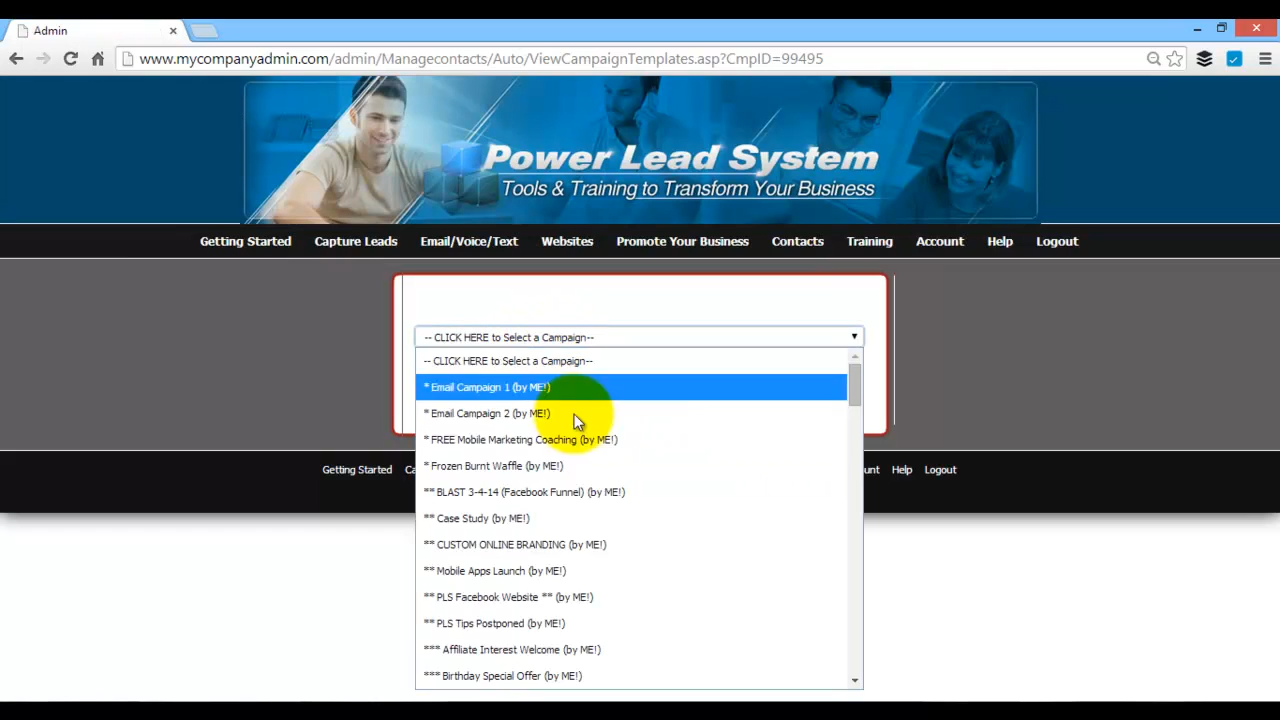 Admin
www.mycompanyadmin.com/admin/Managecontacts/Auto/ViewCampaignTemplates.asp?CmpID=99495
Power Lead System
Tools & Training to Transform Your Business
Getting Started Capture Leads Email/Voice/Text Websites Promote Your Business Contacts Training Account Help Logout
-- CLICK HERE to Select a Campaign--
-- CLICK HERE to Select a Campaign--
* Email Campaign 1 (by ME!)
* Email Campaign 2 (by ME!)
* FREE Mobile Marketing Coaching (by ME!)
* Frozen Burnt Waffle (by ME!)
Getting Started Ca unt Help Logout
** BLAST 3-4-14 (Facebook Funnel) (by ME!)
** Case Study (by ME!)
** CUSTOM ONLINE BRANDING (by ME!)
** Mobile Apps Launch (by ME!)
** PLS Facebook Website ** (by ME!)
** PLS Tips Postponed (by ME!)
*** Affiliate Interest Welcome (by ME!)
*** Birthday Special Offer (by ME!)